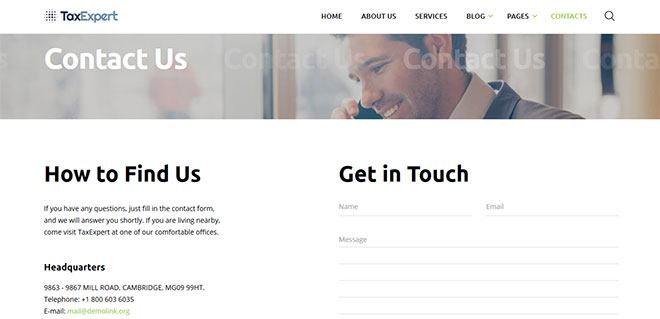 TaxExpert
HOME ABOUT US SERVICES BLOG PAGES CONTACTS
Contact Us Contact Us Contact Us
How to Find Us
If you have any questions, just fill in the contact form,
and we will answer you shortly. If you are living nearby,
come visit TaxExpert at one of our comfortable offices.
Headquarters
9863 - 9867 MILL ROAD, CAMBRIDGE, MG09 99HT.
Telephone: +1 800 603 6035
E-mail: mail@demolink.org
Get in Touch
Name Email
Message